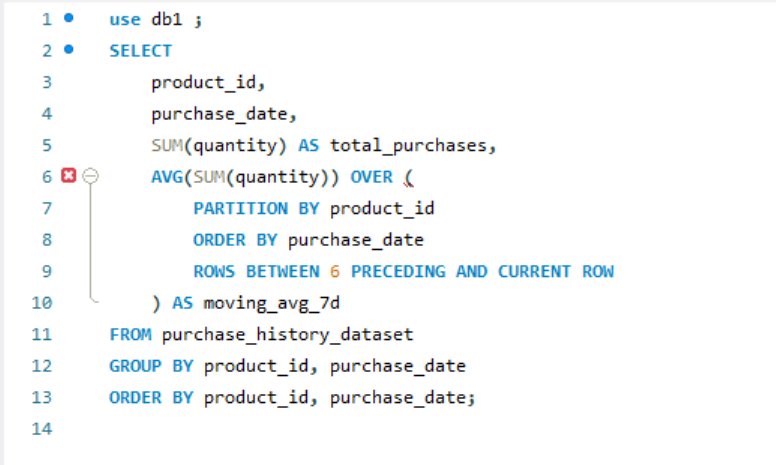 1 use db1 ;
2 SELECT
3 product_id,
4 purchase_date,
5 SUM(quantity) AS total_purchases,
6 AVG(SUM(quantity)) OVER (
7 PARTITION BY product_id
8 ORDER BY purchase_date
9 ROWS BETWEEN 6 PRECEDING AND CURRENT ROW
10 ) AS moving_avg_7d
11 FROM purchase_history_dataset
12 GROUP BY product_id, purchase_date
13 ORDER BY product_id, purchase_date;
14